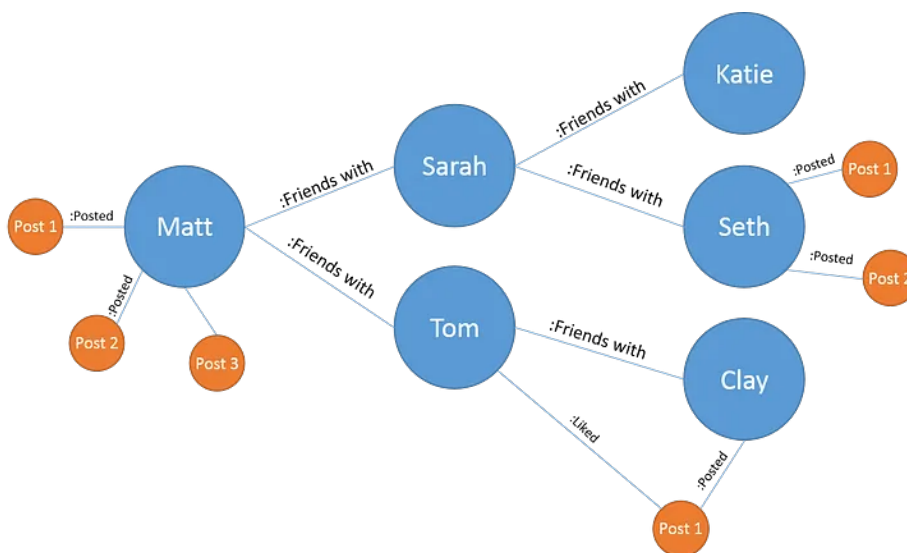 Katie
:Friends with
Sarah
:Friends with
:Friends with
:Posted
Post 1
Post 1
:Posted
Matt
Seth
:Posted
Post 2
:Posted
Post 2
:Friends with
Post 3
Tom
:Friends with
Clay
:Liked
:Posted
Post 1